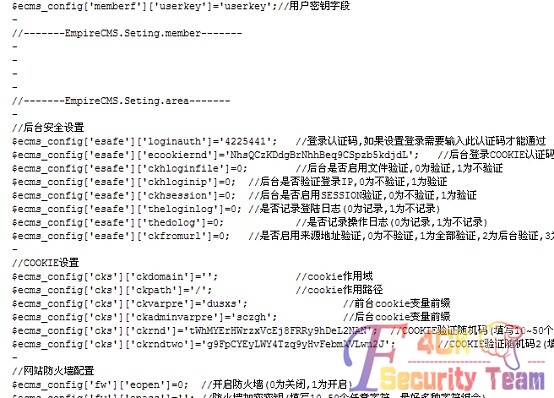 $ecms_config['memberf']['userkey']='userkey';//用户密钥字段
-
//-------EmpireCMS.Seting.member-------
-
-
-
-
//-------EmpireCMS.Seting.area-------
-
//后台安全设置
$ecms_config['esafe']['loginauth']='4225441'; //登录认证码,如果设置登录需要输入此认证码才能通过
$ecms_config['esafe']['ecookiernd']='NhsQCzKDdgBrNhhBeq9CSpzb5kdjdL'; //后台登录COOKIE认证码
$ecms_config['esafe']['ckhloginfile']=0; //后台是否启用文件验证,0为验证,1为不验证
$ecms_config['esafe']['ckhloginip']=0; //后台是否验证登录IP,0为不验证,1为验证
$ecms_config['esafe']['ckhsession']=0; //后台是否启用SESSION验证,0为不验证,1为验证
$ecms_config['esafe']['theloginlog']=0; //是否记录登陆日志(0为记录,1为不记录)
$ecms_config['esafe']['thedolog']=0; //是否记录操作日志(0为记录,1为不记录)
$ecms_config['esafe']['ckfromurl']=0; //是否启用来源地址验证,0为不验证,1为全部验证,2为后台验证,3为
-
//COOKIE设置
$ecms_config['cks']['ckdomain']=''; //cookie作用域
$ecms_config['cks']['ckpath']='/'; //cookie作用路径
$ecms_config['cks']['ckvarpre']='dusxs'; //前台cookie变量前缀
$ecms_config['cks']['ckadminvarpre']='sczgh'; //后台cookie变量前缀
$ecms_config['cks']['ckrnd']= //COOKIE验证随机码(填写10~50个
$ecms_config['cks']['ckrndtwo']= //COOKIE验证随机码2(填
-
//网站防火墙配置
$ecms_config['fw']['eopen']=0; //开启防火墙(0为关闭,1为开启)
F4CK
Security Team